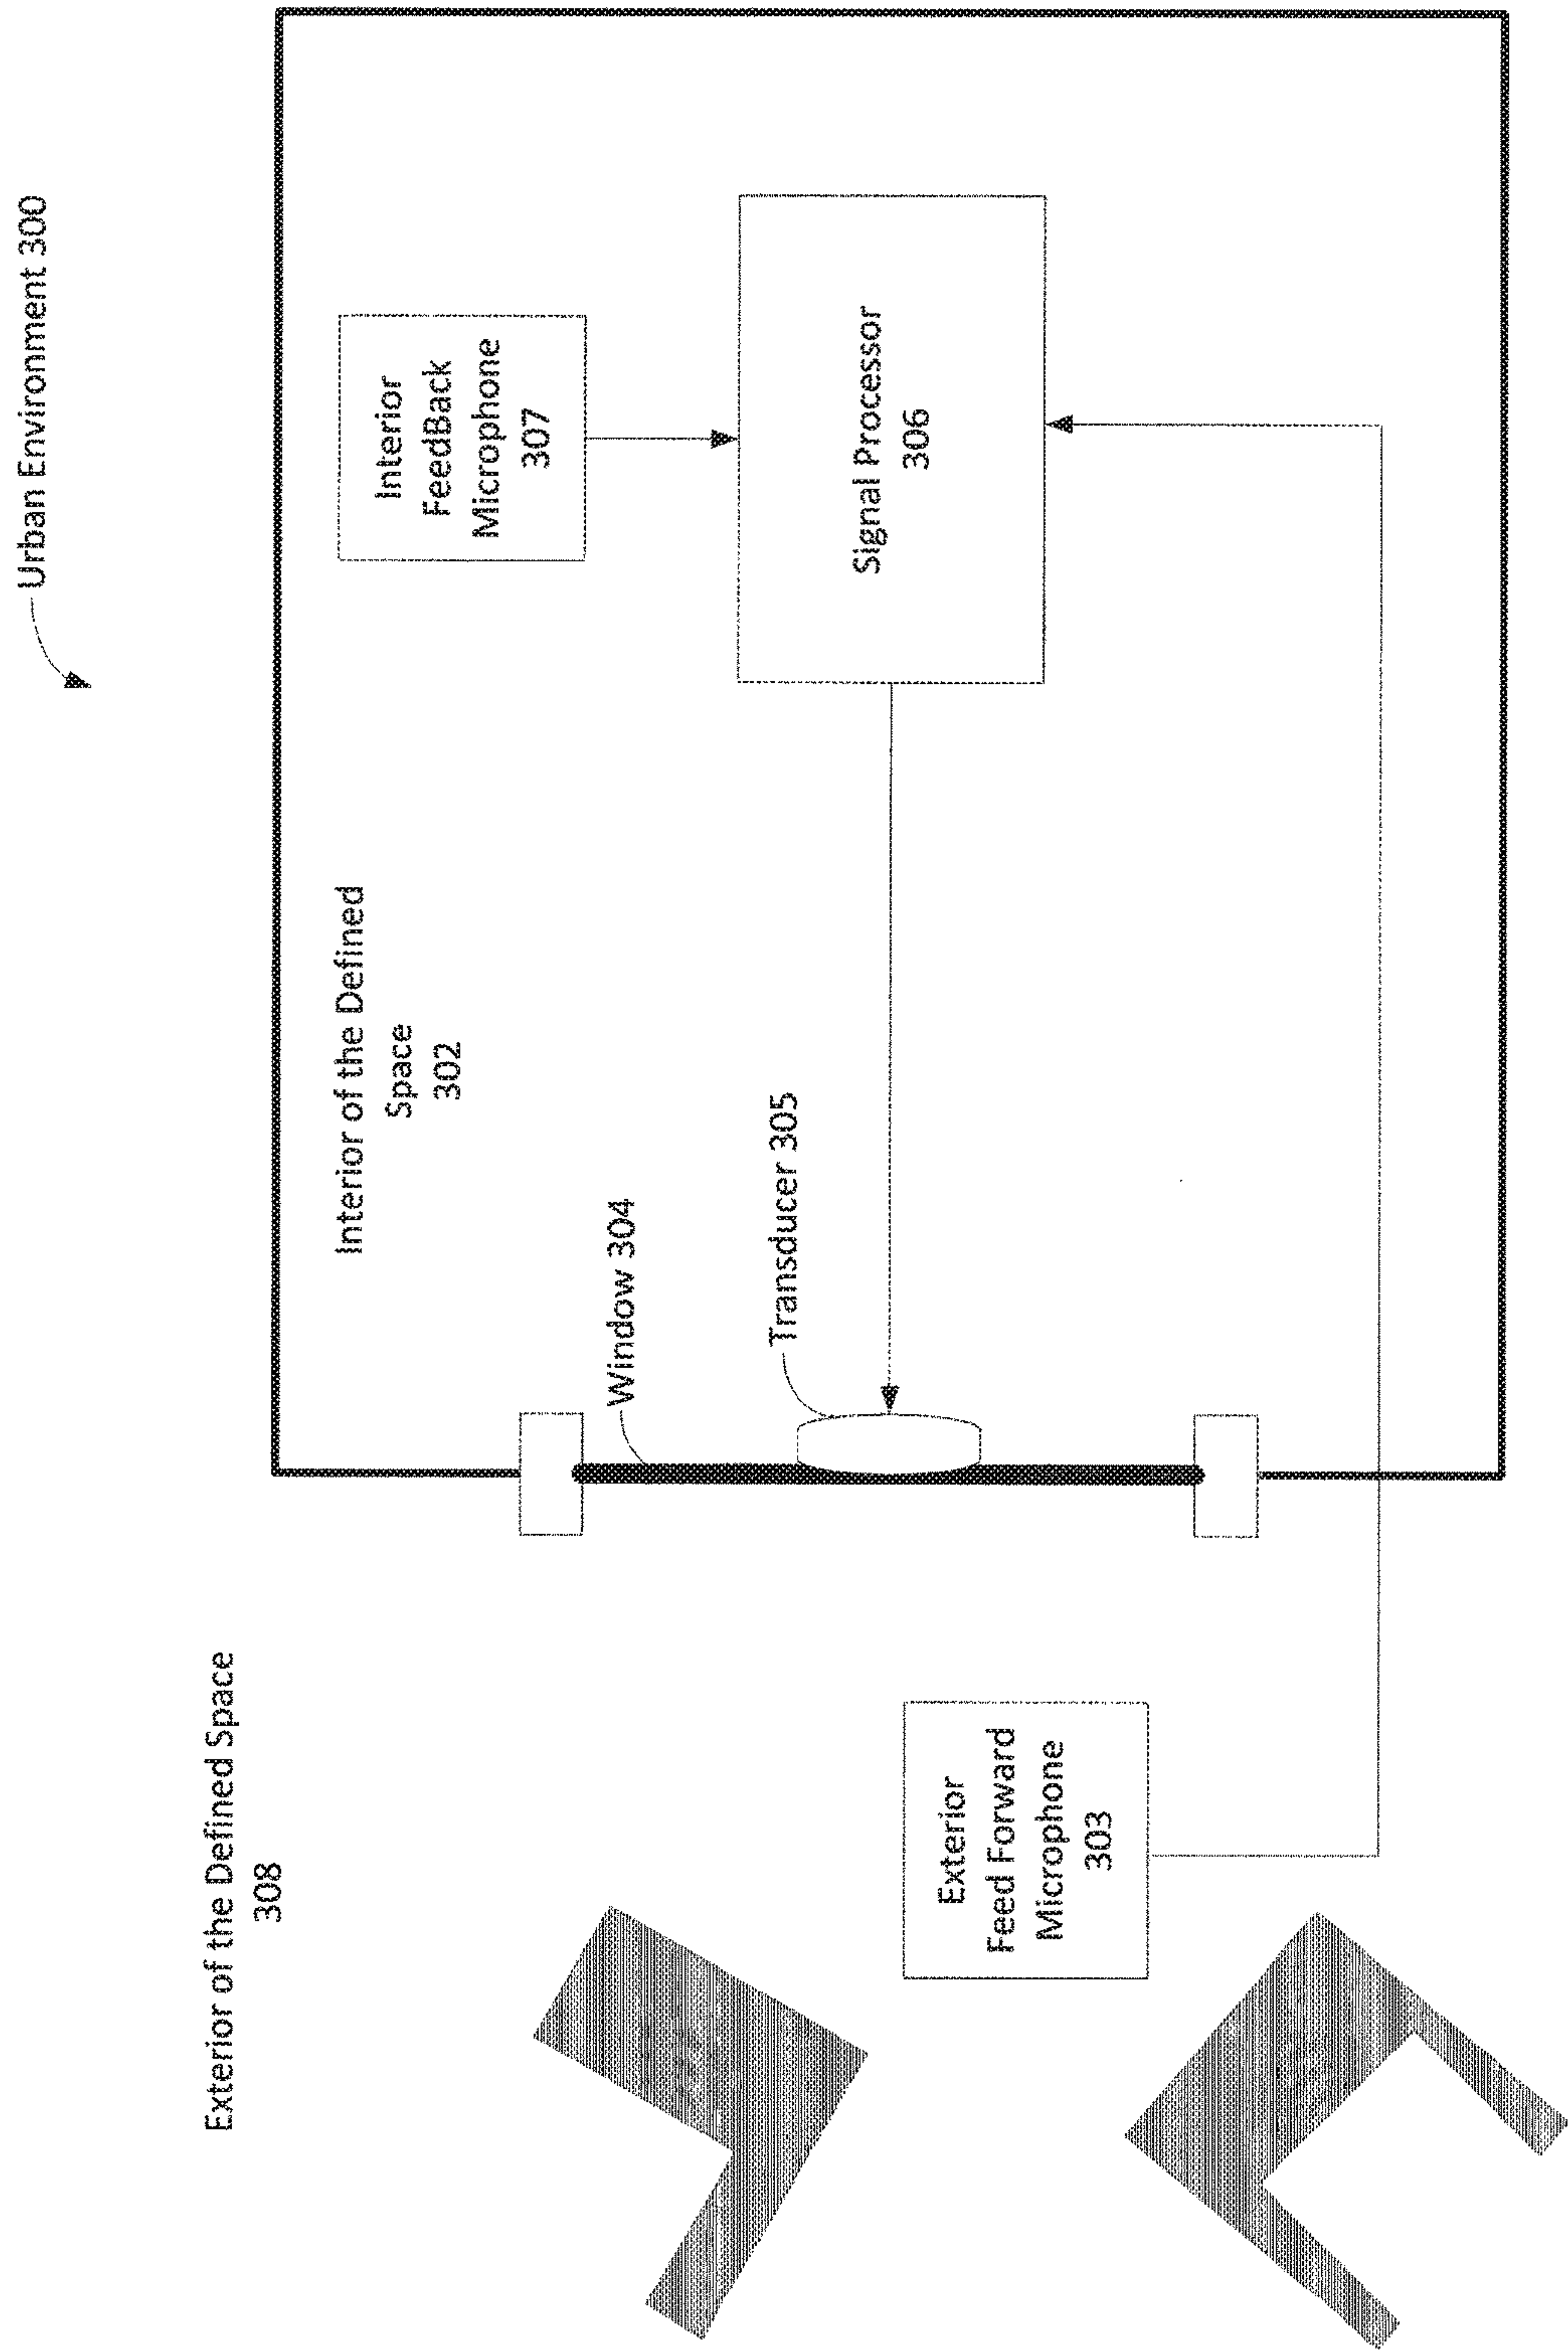 Urban Environment 300
Exterior of the Defined Space
308
Interior of the Defined
Space
302
Interior
FeedBack
Microphone
307
Window 304
Transducer 305
Signal Processor
306
Exterior
Feed Forward
Microphone
303